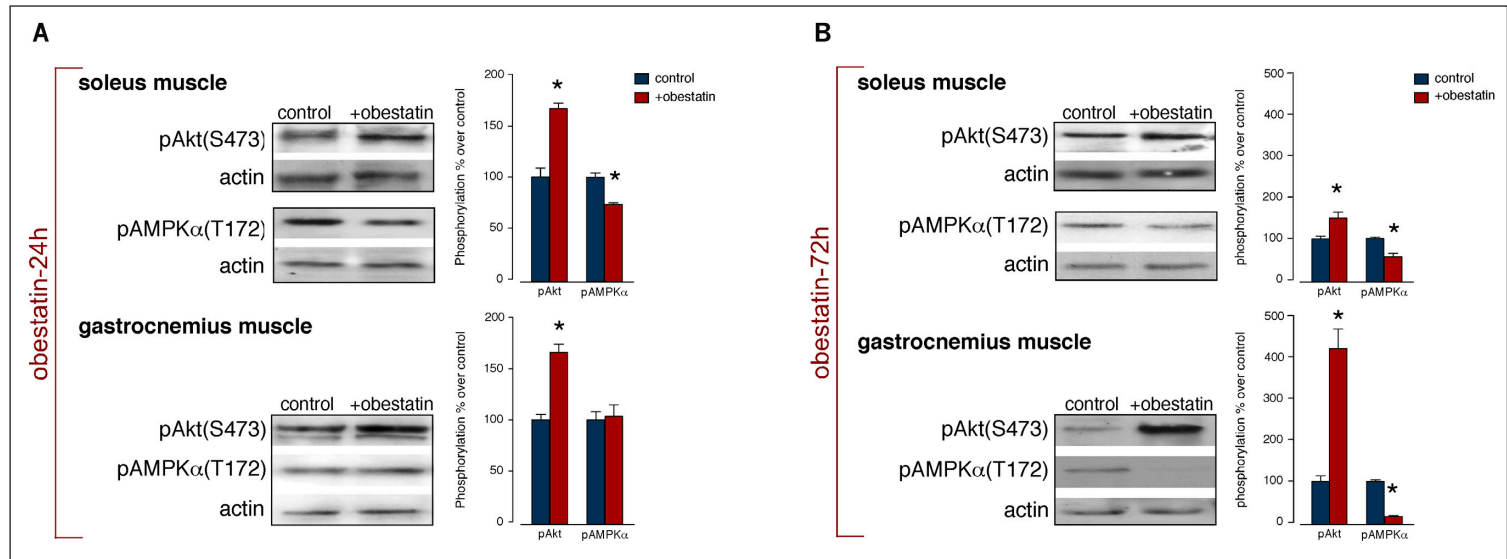 A
B
obestatin-24h
soleus muscle
control +obestatin
pAkt(S473)
actin
pAMPKα(T172)
actin
Phosphorylation % over control
200
150
100
50
0
*
*
pAkt pAMPKα
control
+obestatin
gastrocnemius muscle
control +obestatin
pAkt(S473)
pAMPKα(T172)
actin
Phosphorylation % over control
200
150
100
50
0
*
pAkt pAMPKα
obestatin-72h
soleus muscle
control +obestatin
pAkt(S473)
actin
pAMPKα(T172)
actin
phosphorylation % over control
500
400
300
200
100
0
*
*
pAkt pAMPKα
control
+obestatin
gastrocnemius muscle
control +obestatin
pAkt(S473)
pAMPKα(T172)
actin
phosphorylation % over control
500
400
300
200
100
0
*
*
pAkt pAMPKα